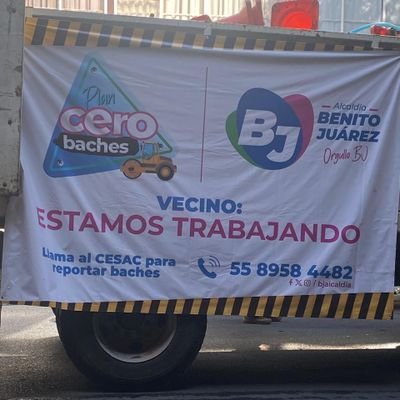 Plan
cero
baches
BJ
Alcaldía
BENITO
JUÁREZ
Orgullo BJ
VECINO:
ESTAMOS TRABAJANDO
Llama al CESAC para
reportar baches
55 8958 4482
/bjalcaldia